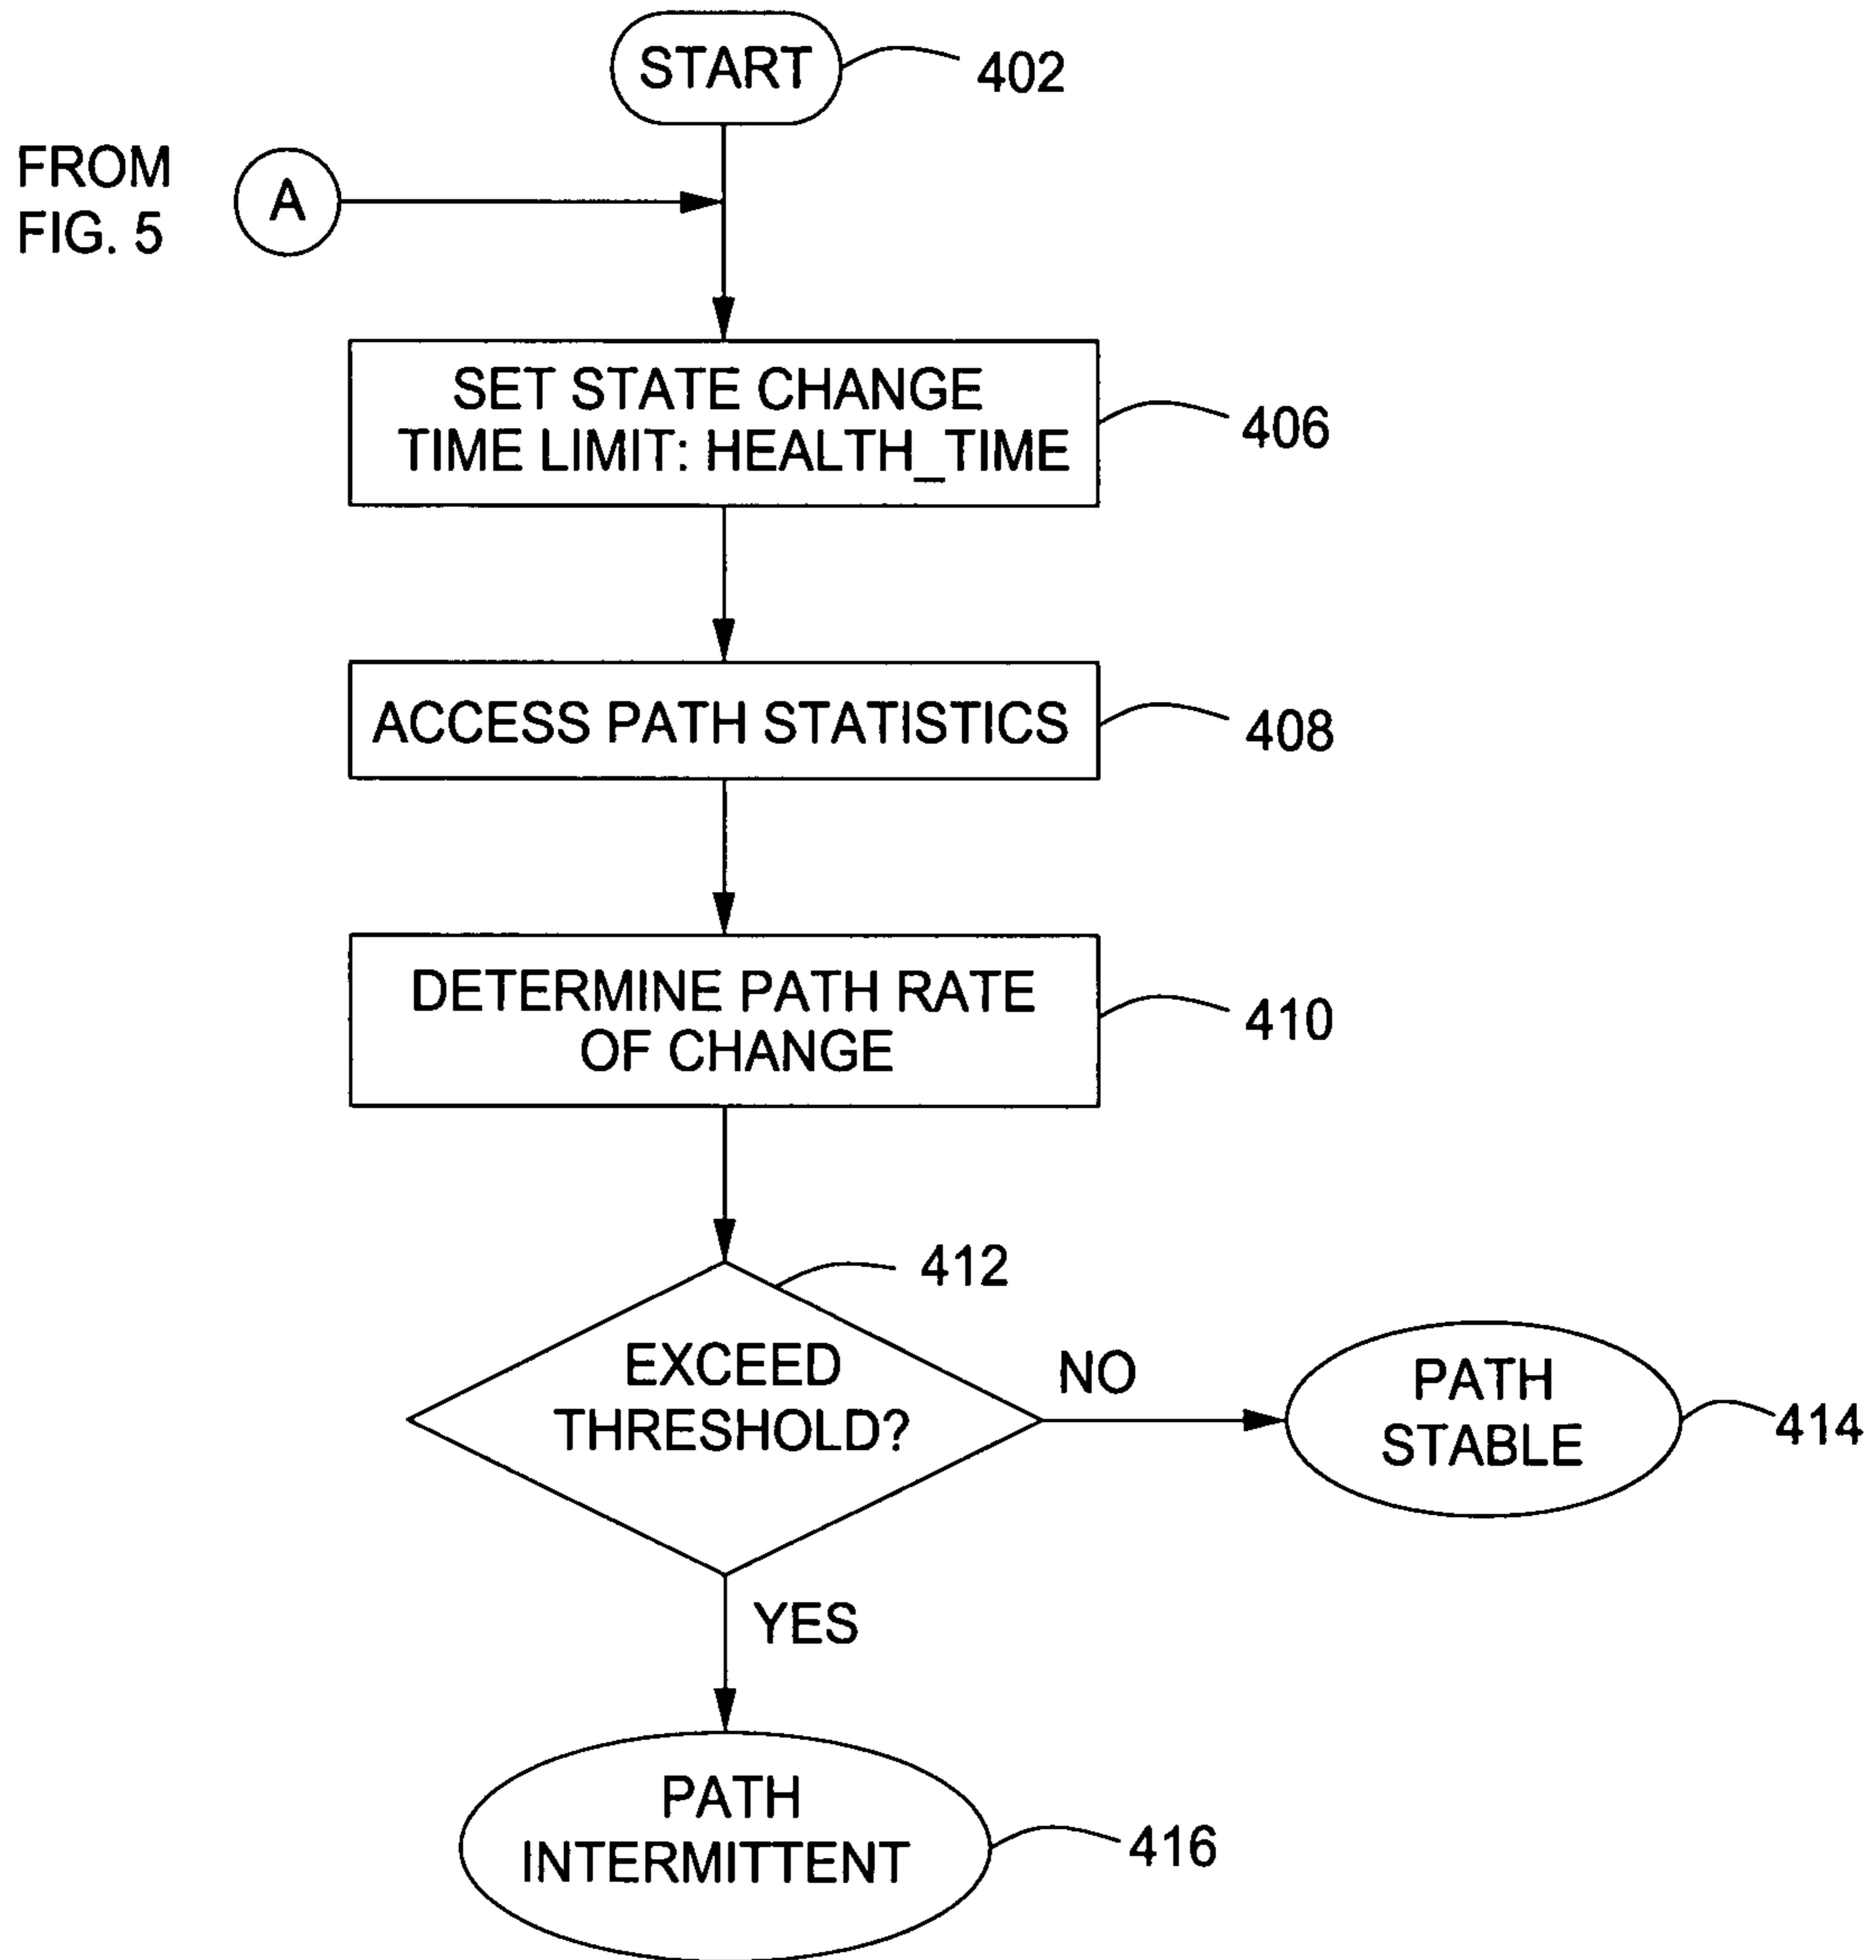 START
402
FROM
FIG. 5
A
SET STATE CHANGE
TIME LIMIT: HEALTH_TIME
406
ACCESS PATH STATISTICS
408
DETERMINE PATH RATE
OF CHANGE
410
412
EXCEED
THRESHOLD?
NO
PATH
STABLE
414
YES
PATH
INTERMITTENT
416